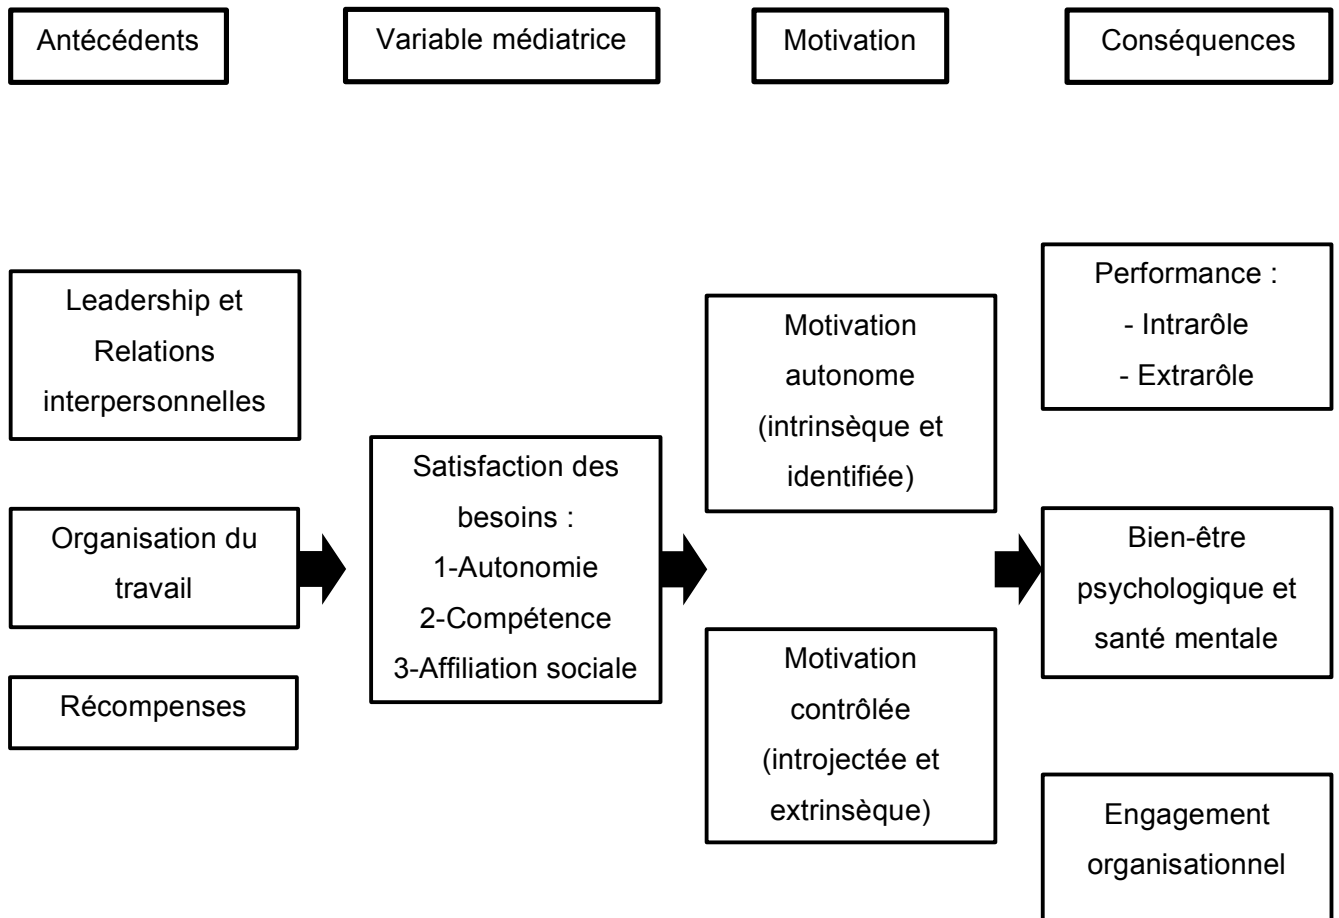 Antécédents
Variable médiatrice
Motivation
Conséquences
Leadership et
Relations
interpersonnelles
Organisation du
travail
Récompenses
Satisfaction des
besoins :
1-Autonomie
2-Compétence
3-Affiliation sociale
Motivation
autonome
(intrinsèque et
identifiée)
Motivation
contrôlée
(introjectée et
extrinsèque)
Performance :
- Intrarôle
- Extrarôle
Bien-être
psychologique et
santé mentale
Engagement
organisationnel